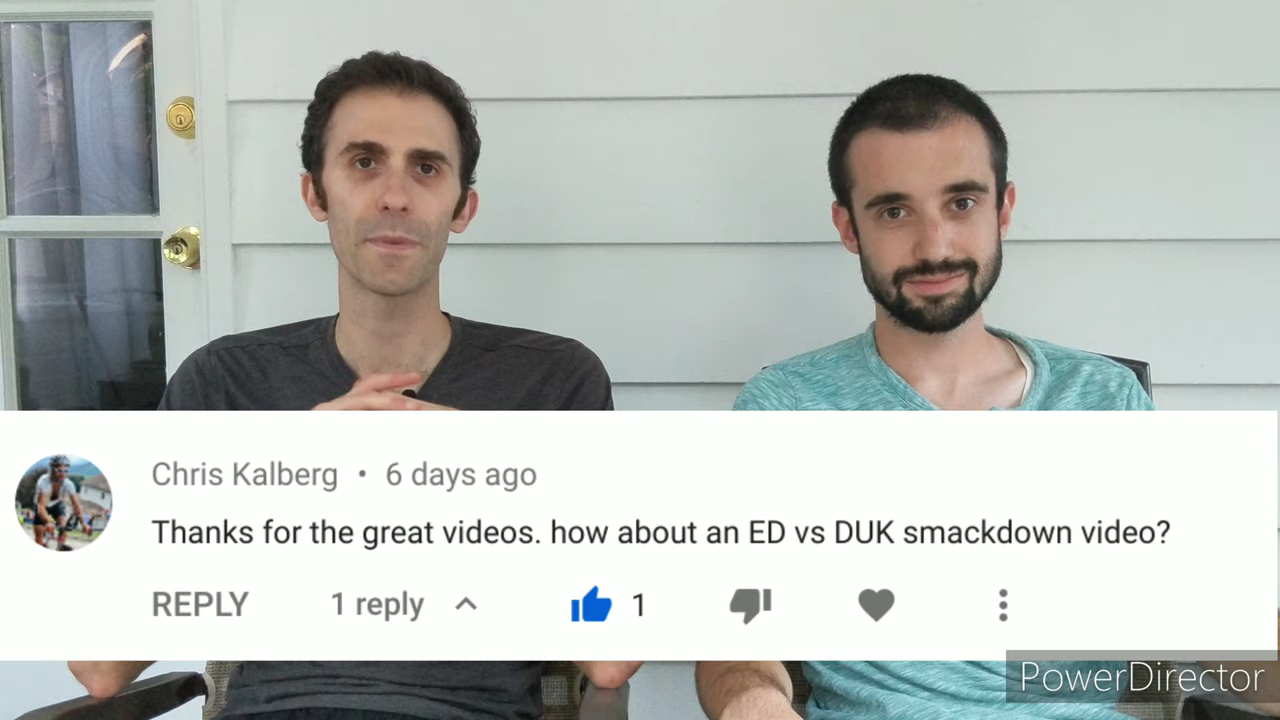 Chris Kalberg • 6 days ago
Thanks for the great videos. how about an ED vs DUK smackdown video?
REPLY 1 reply 1
PowerDirector